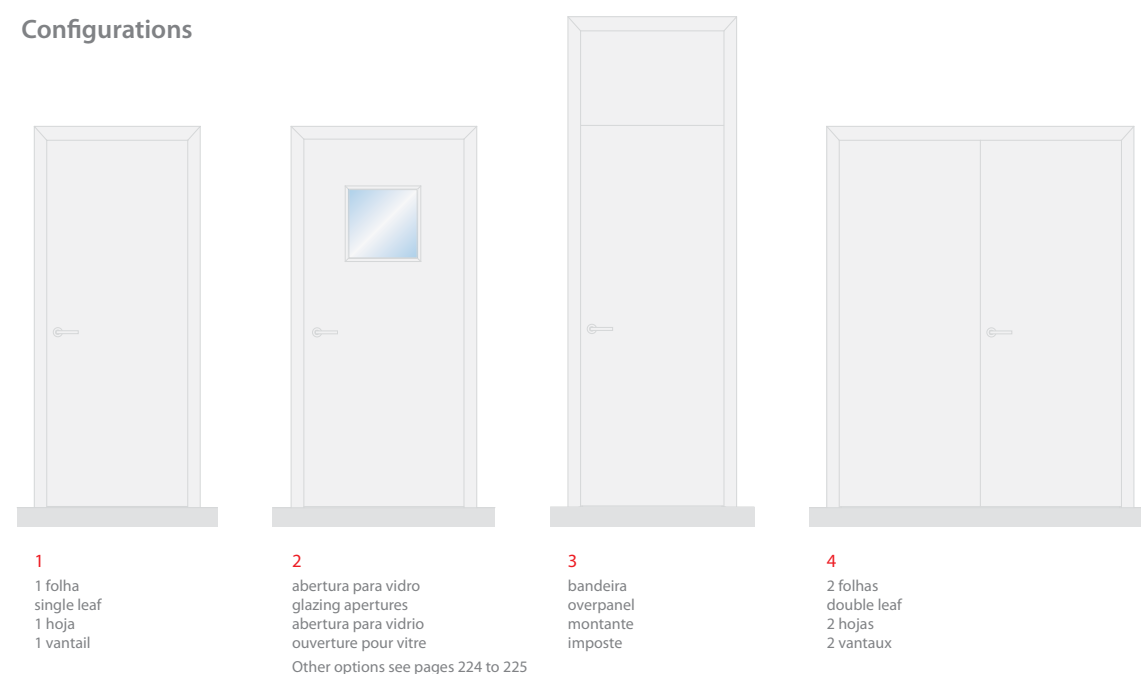 Configurations
1
1 folha
single leaf
1 hoja
1 vantail
2
abertura para vidro
glazing apertures
abertura para vidrio
ouverture pour vitre
Other options see pages 224 to 225
3
bandeira
overpanel
montante
imposte
4
2 folhas
double leaf
2 hojas
2 vantaux